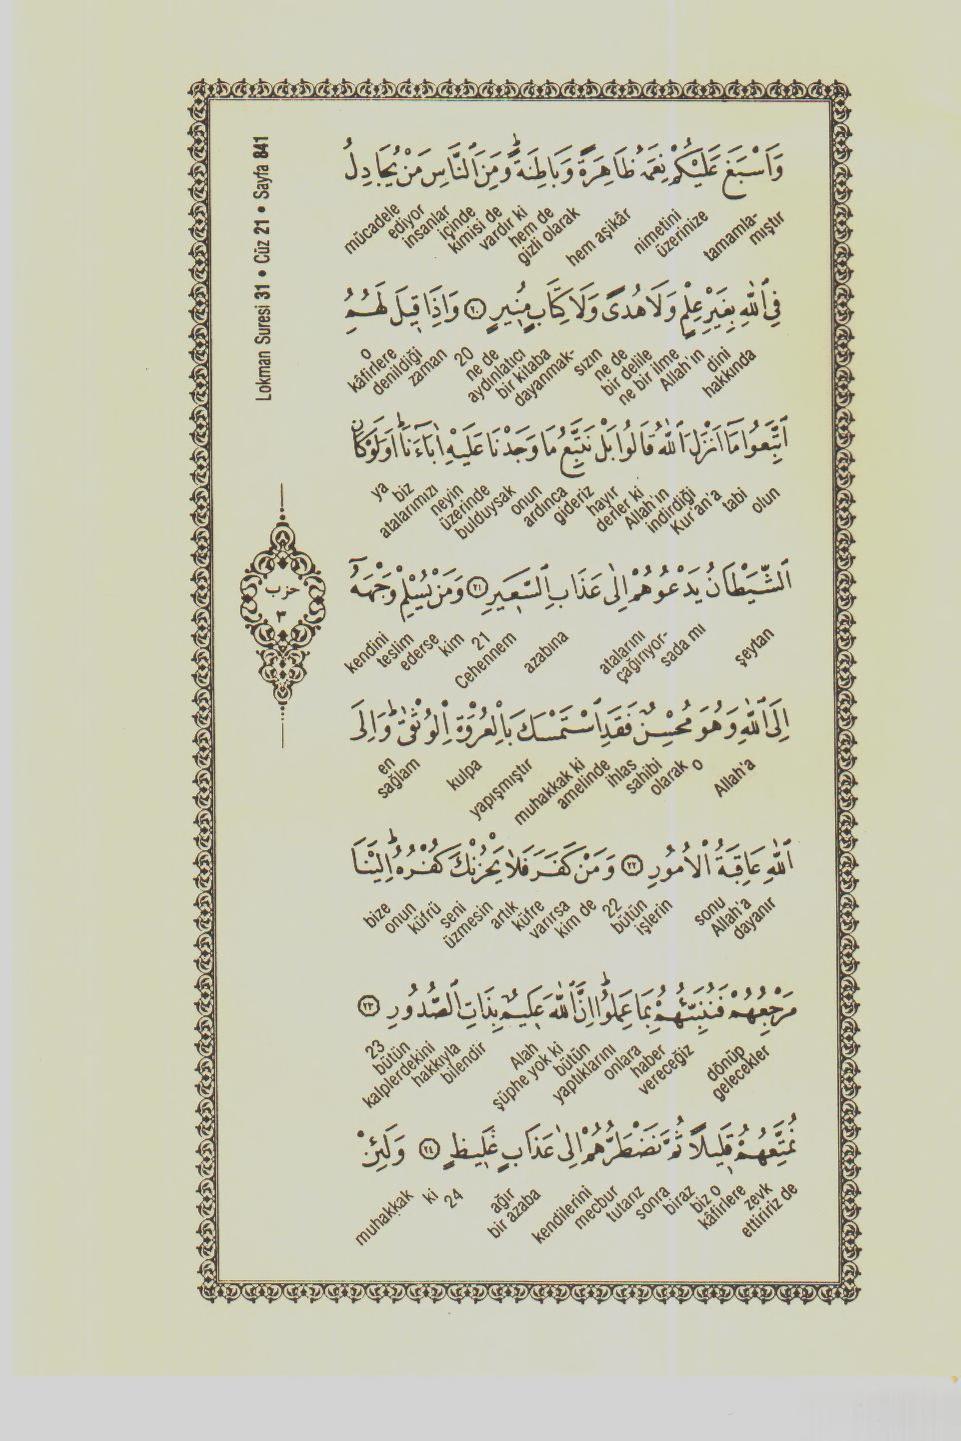 Lokman Suresi 31 • Cüz 21 • Sayfa 841
وَاَسْبَغَ عَلَيْكُمْ نِعَمَهُ ظَاهِرَةً وَبَاطِنَةً ۜ وَمِنَ النَّاسِ مَنْ يُجَادِلُ
tamamla-mıştır üzerinize nimetini hem aşikâr gizli olarak hem de vardır ki kimisi de içinde insanlar ediyor mücadele
فِي اللّٰهِ بِغَيْرِ عِلْمٍ وَلَا هُدًى وَلَا كِتَابٍ مُنِيرٍ ﴿٢٠﴾ وَاِذَا قِيلَ لَهُمُ
hakkında dini Allah'ın ne bir ilme bir delile ne de sızın dayanmak- bir kitaba aydınlatıcı ne de 20 zaman denildiği kâfirlere o
اتَّبِعُوا مَٓا اَنْزَلَ اللّٰهُ قَالُوا بَلْ نَتَّبِعُ مَا وَجَدْنَا عَلَيْهِ اٰبَٓاءَنَا ۜ اَوَلَوْ كَانَ
olun tabi Kur'an'a indirdiği Allah'ın derler ki hayır gideriz ardınca onun bulduysak üzerinde neyin atalarımızı biz ya
الشَّيْطَانُ يَدْعُوهُمْ اِلٰى عَذَابِ السَّعِيرِ ﴿٢١﴾ وَمَنْ يُسْلِمْ وَجْهَهُٓ
şeytan sada mı çağırıyor- atalarını azabına Cehennem 21 kim ederse teslim kendini
حزب
٣
اِلَى اللّٰهِ وَهُوَ مُحْسِنٌ فَقَدِ اسْتَمْسَكَ بِالْعُرْوَةِ الْوُثْقٰى ۜ وَاِلَى
Allah'a o olarak sahibi ihlas amelinde muhakkak ki yapışmıştır kulpa sağlam en
اللّٰهِ عَاقِبَةُ الْاُمُورِ ﴿٢٢﴾ وَمَنْ كَفَرَ فَلَا يَحْزُنْكَ كُفْرُهُ ۜ اِلَيْنَا
dayanır Allah'a sonu işlerin bütün 22 kim de varırsa küfre artık üzmesin seni küfrü onun bize
مَرْجِعُهُمْ فَنُنَبِّئُهُمْ بِمَا عَمِلُوا ۜ اِنَّ اللّٰهَ عَلِيمٌ بِذَاتِ الصُّدُورِ ﴿٢٣﴾
gelecekler dönüp vereceğiz haber onlara yaptıklarını bütün şüphe yok ki Alah bilendir hakkıyla kalplerdekini bütün 23
نُمَتِّعُهُمْ قَلِيلًا ثُمَّ نَضْطَرُّهُمْ اِلٰى عَذَابٍ غَلِيظٍ ﴿٢٤﴾ وَلَئِنْ
ettiririz de zevk kâfirlere biz o biraz sonra tutarız mecbur kendilerini bir azaba ağır 24 ki muhakkak